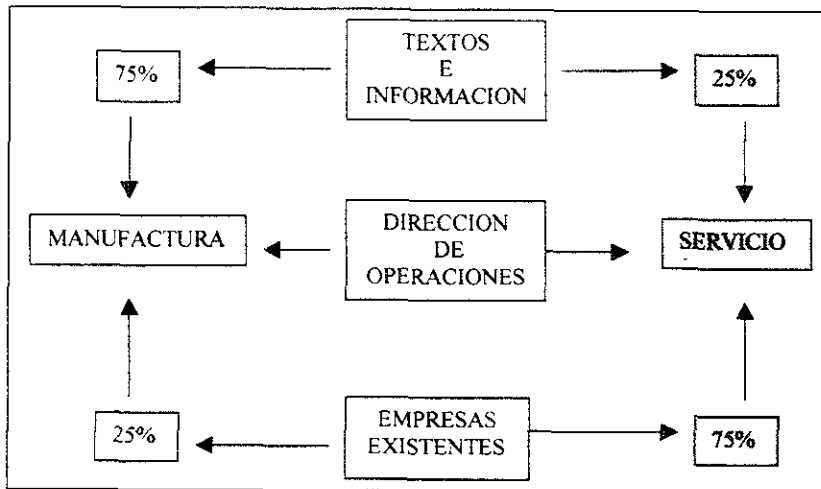 TEXTOS
E
INFORMACION
75%
25%
MANUFACTURA
DIRECCION
DE
OPERACIONES
SERVICIO
25%
EMPRESAS
EXISTENTES
75%